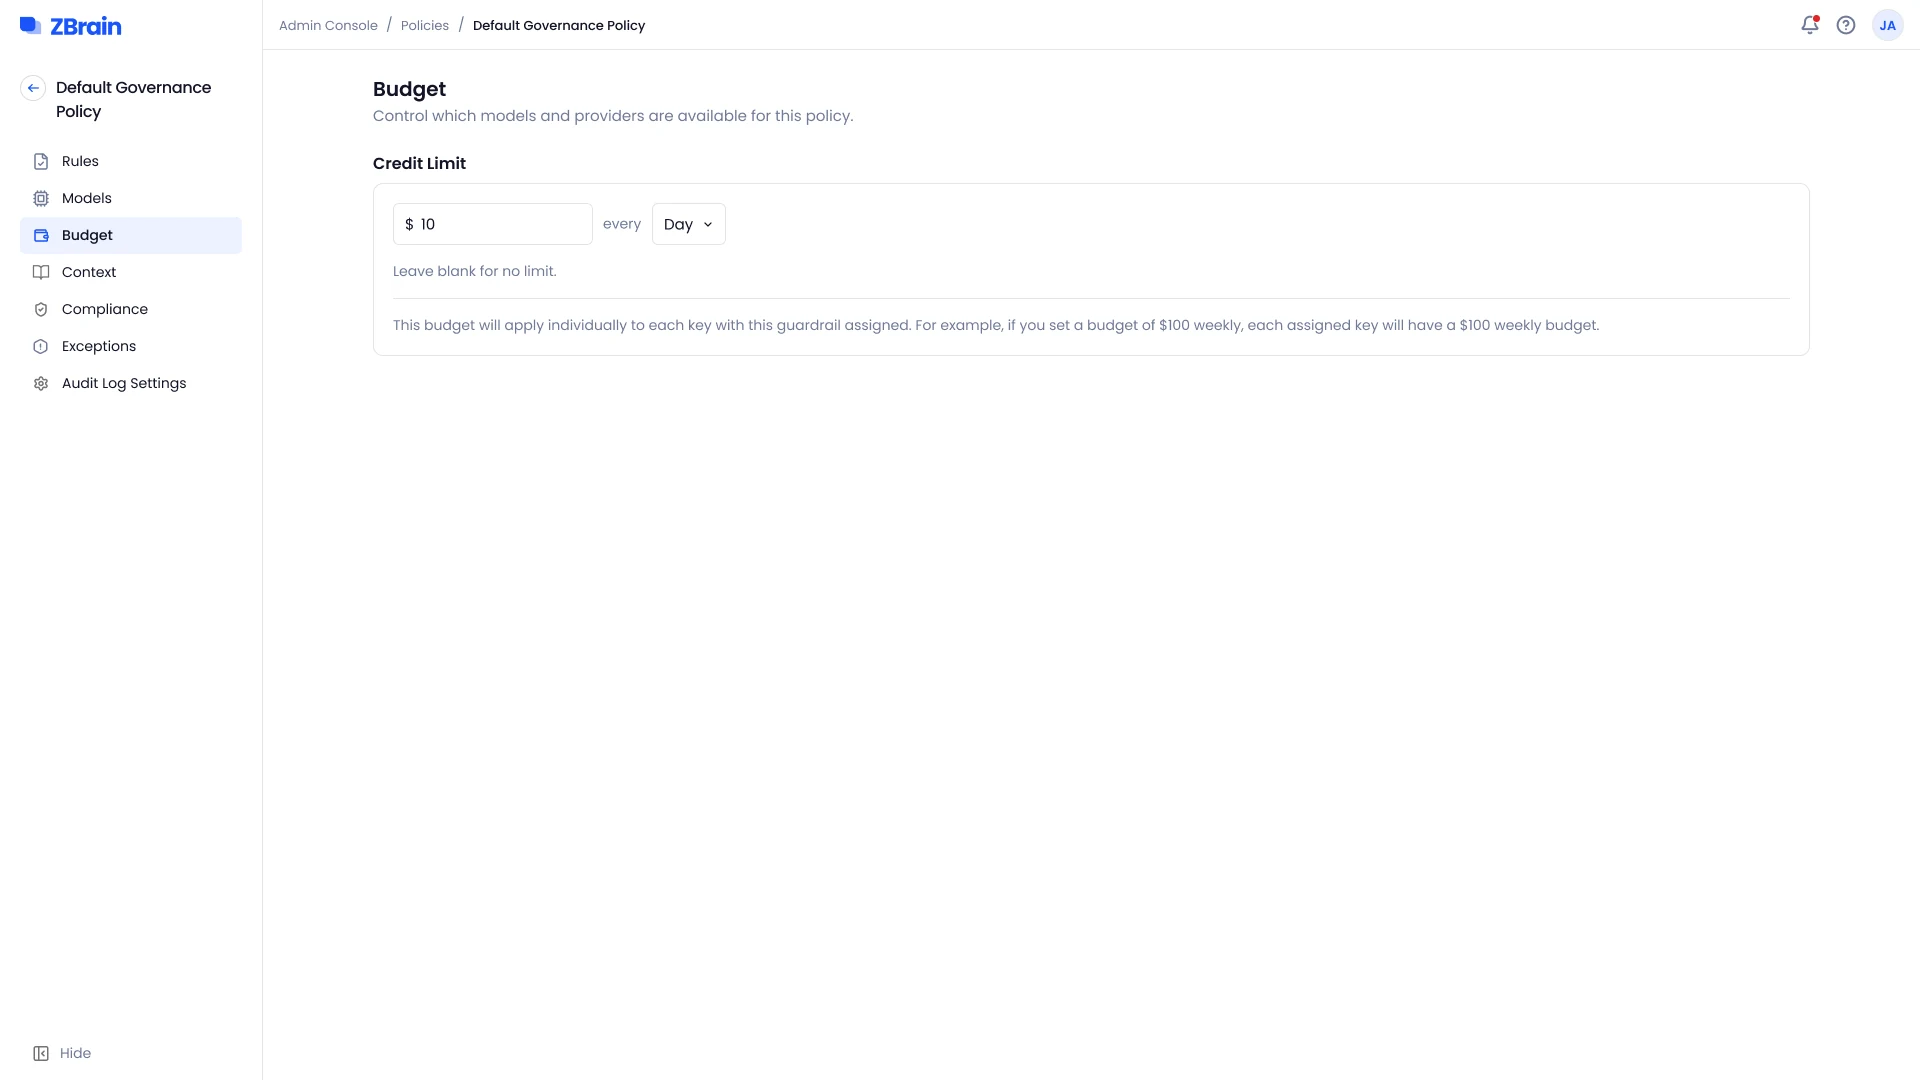 ZBrain
Admin Console / Policies / Default Governance Policy
JA
Default Governance
Policy
Rules
Models
Budget
Context
Compliance
Exceptions
Audit Log Settings
Hide
Budget
Control which models and providers are available for this policy.
Credit Limit
$ 10 every Day
Leave blank for no limit.
This budget will apply individually to each key with this guardrail assigned. For example, if you set a budget of $100 weekly, each assigned key will have a $100 weekly budget.